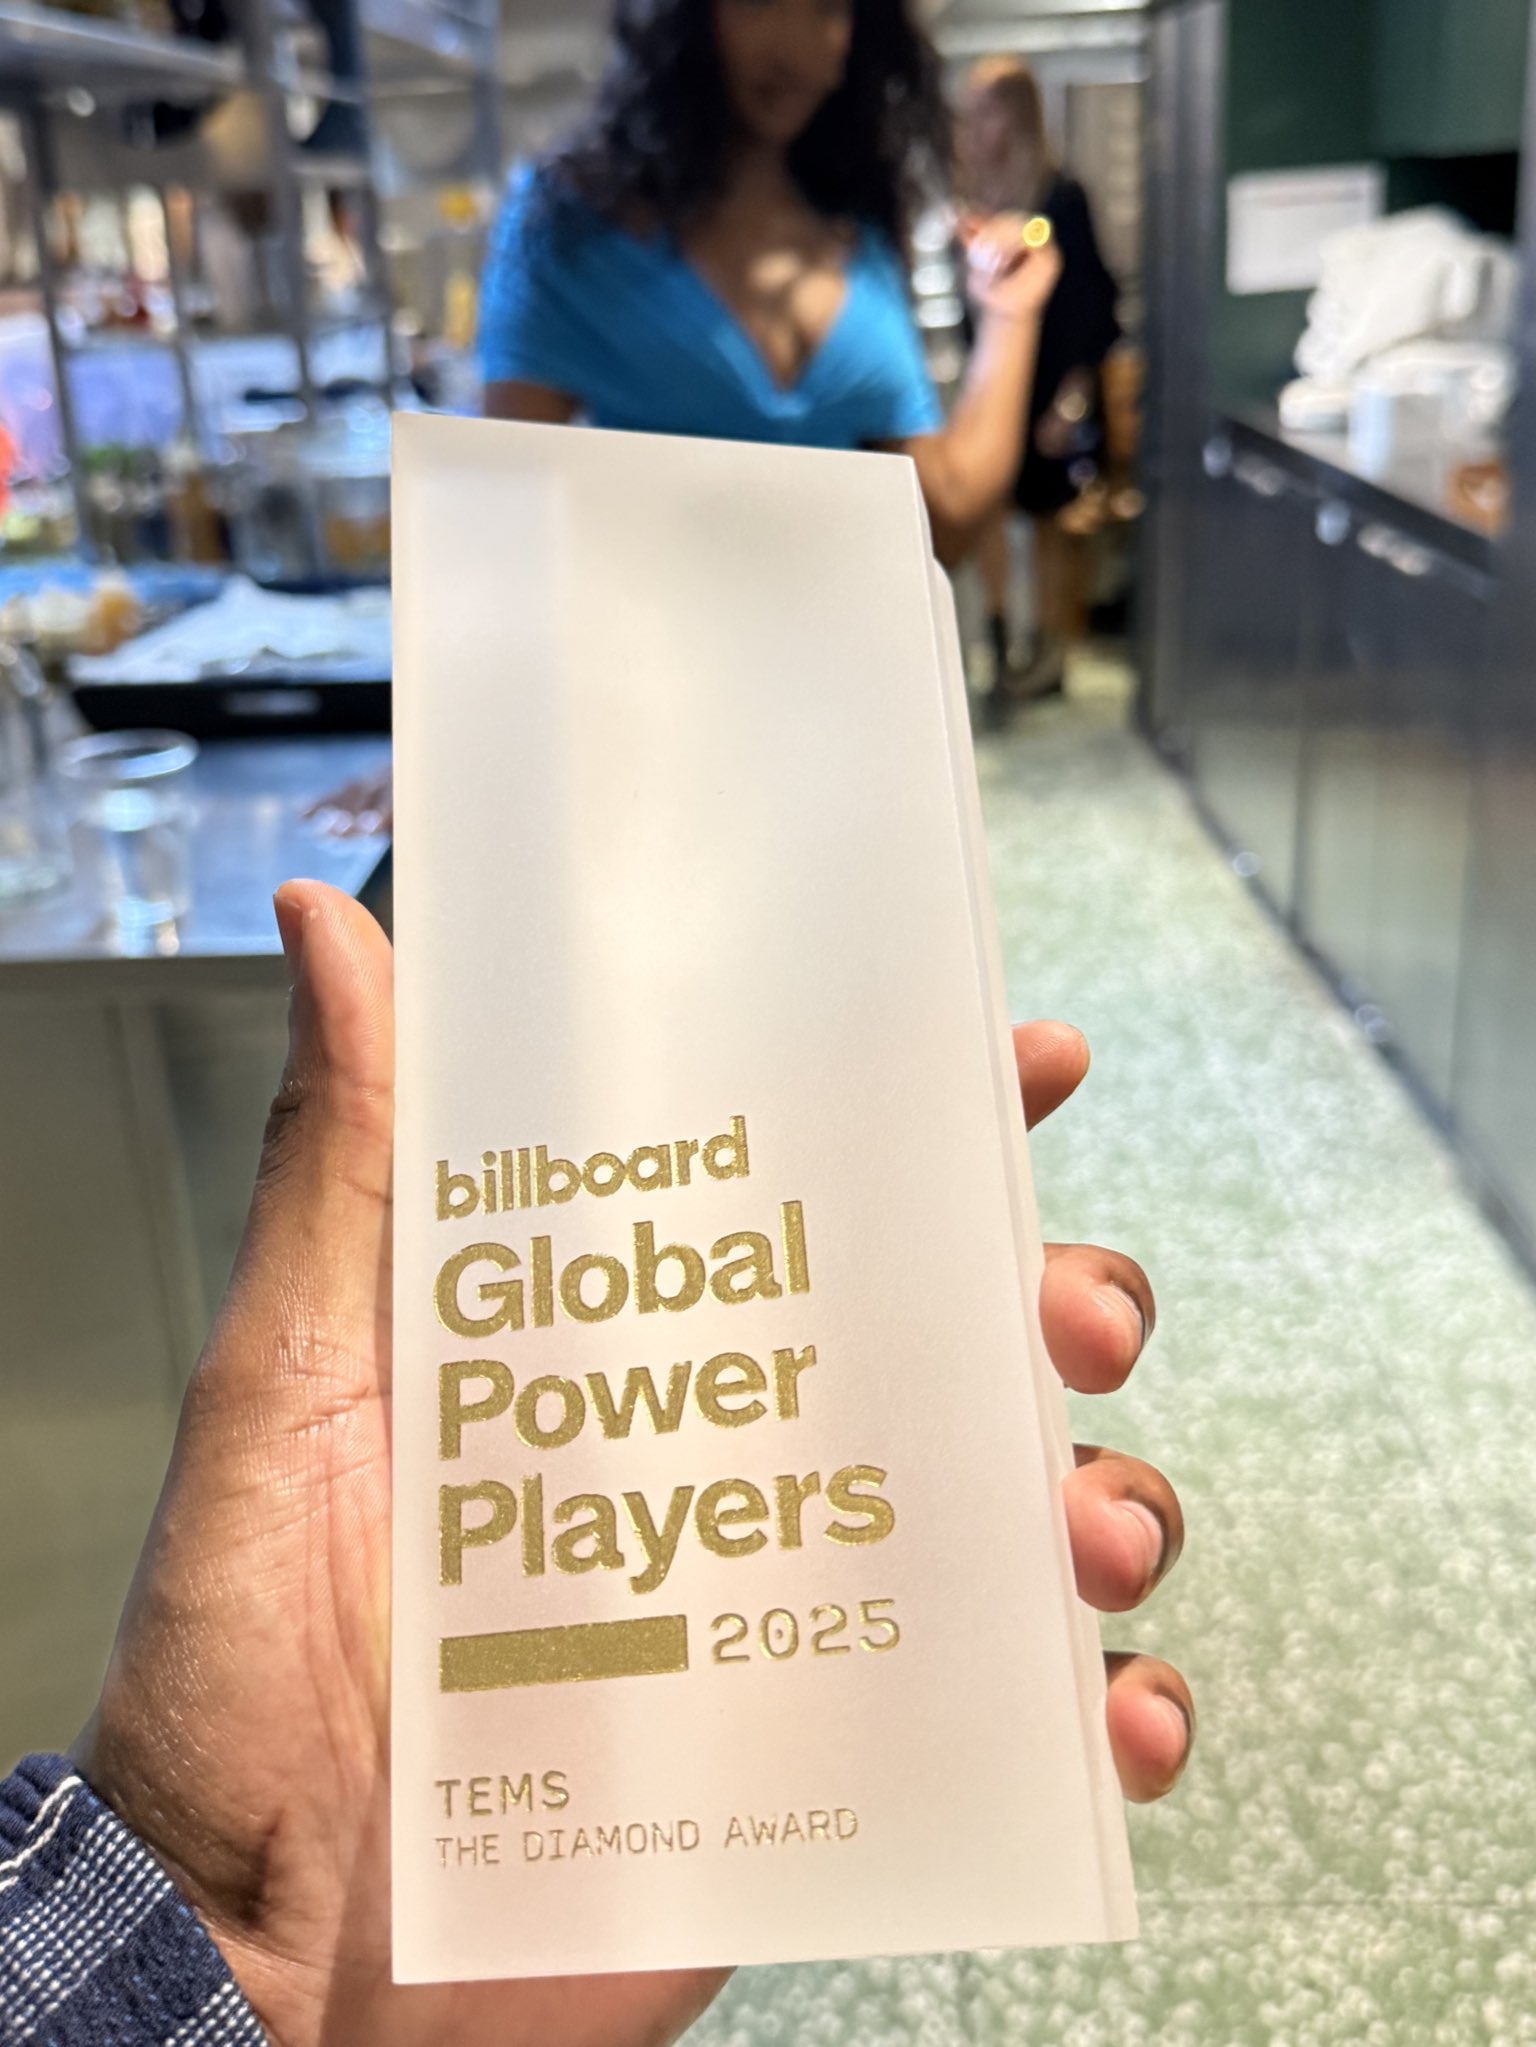 billboard
Global
Power
Players
2025
TEMS
THE DIAMOND AWARD